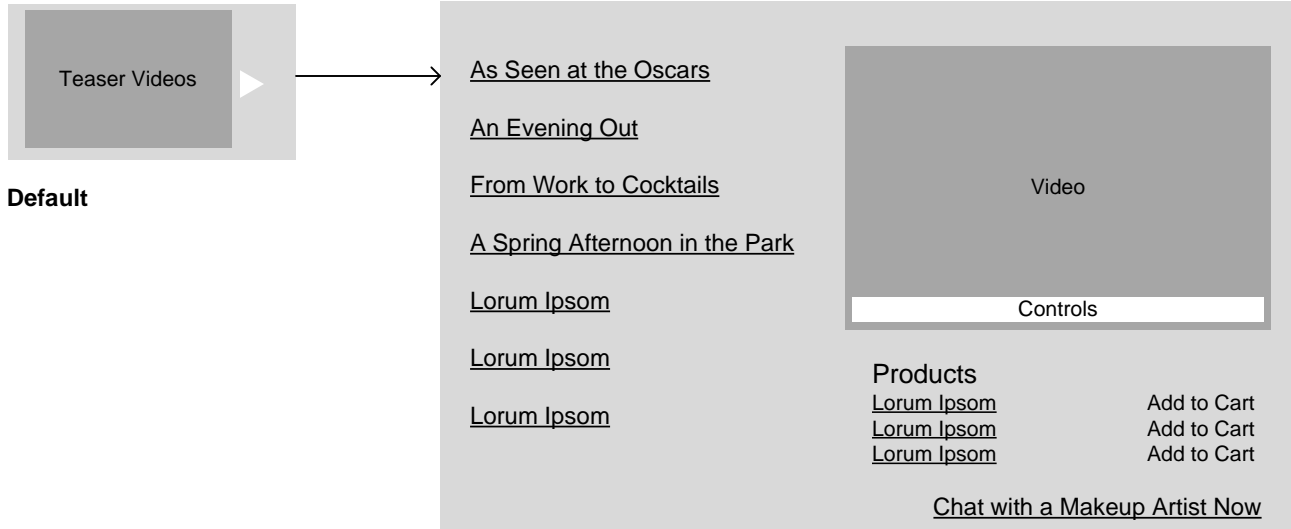 Teaser Videos
Default
As Seen at the Oscars
An Evening Out
From Work to Cocktails
A Spring Afternoon in the Park
Lorum Ipsom
Lorum Ipsom
Lorum Ipsom
Video
Controls
Products
Lorum Ipsom Add to Cart
Lorum Ipsom Add to Cart
Lorum Ipsom Add to Cart
Chat with a Makeup Artist Now